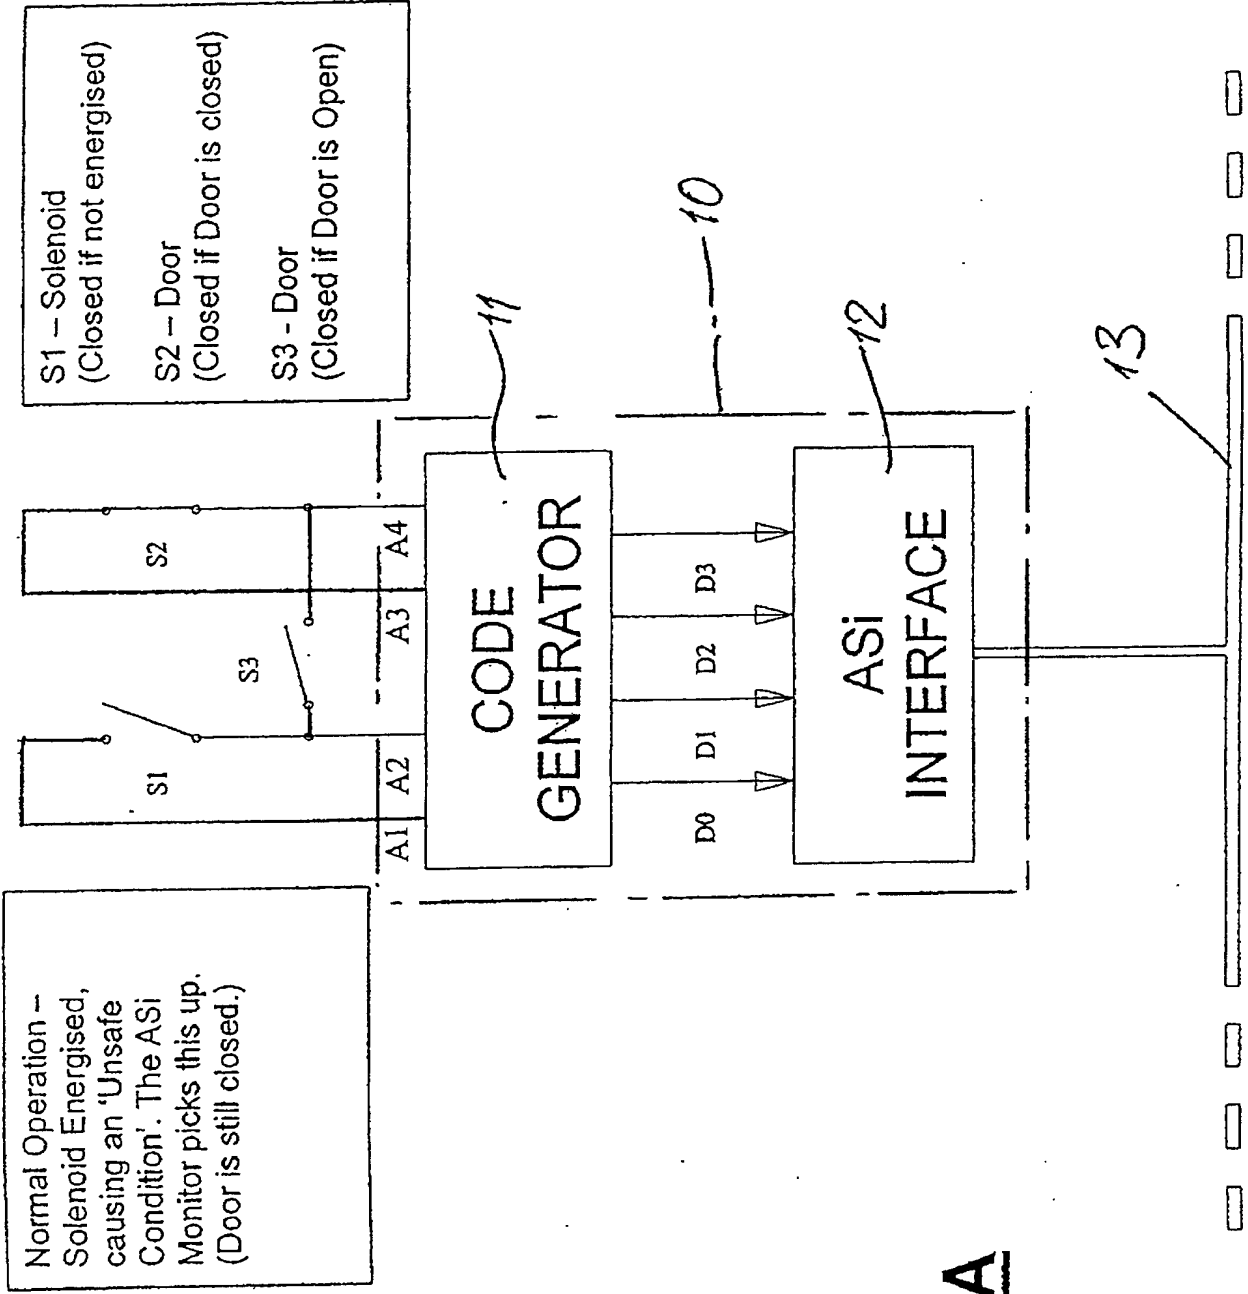 Normal Operation –
Solenoid Energised,
causing an 'Unsafe
Condition'. The ASi
Monitor picks this up.
(Door is still closed.)
S1 – Solenoid
(Closed if not energised)
S2 – Door
(Closed if Door is closed)
S3 - Door
(Closed if Door is Open)
S1
S3
S2
A1
A2
A3
A4
CODE
GENERATOR
11
10
D0
D1
D2
D3
ASi
INTERFACE
12
13
A